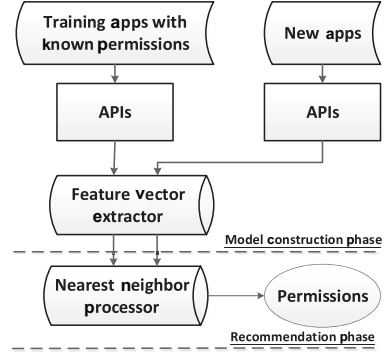 Training apps with
known permissions
New apps
APIs
APIs
Feature vector
extractor
Model construction phase
Nearest neighbor
processor
Permissions
Recommendation phase